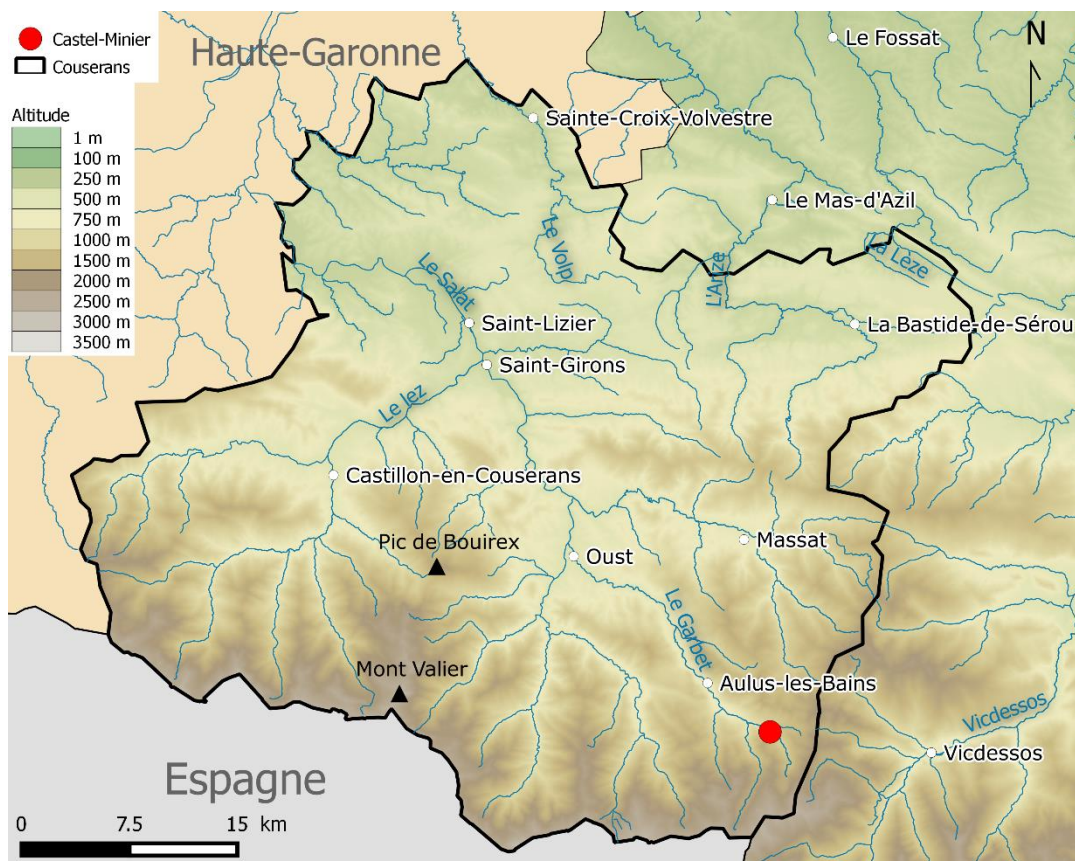 Castel-Minier
Couserans
Altitude
1 m
100 m
250 m
500 m
750 m
1000 m
1500 m
2000 m
2500 m
3000 m
3500 m
Haute-Garonne
Le Fossat
N
Sainte-Croix-Volvestre
Le Mas-d'Azil
Le Volp
La Lèze
L'Arize
Le Salat
Saint-Lizier
La Bastide-de-Sérou
Saint-Girons
Le lez
Castillon-en-Couserans
Pic de Bouirex
Massat
Oust
Le Garbet
Mont Valier
Aulus-les-Bains
Vicdessos
Vicdessos
Espagne
0 7.5 15 km